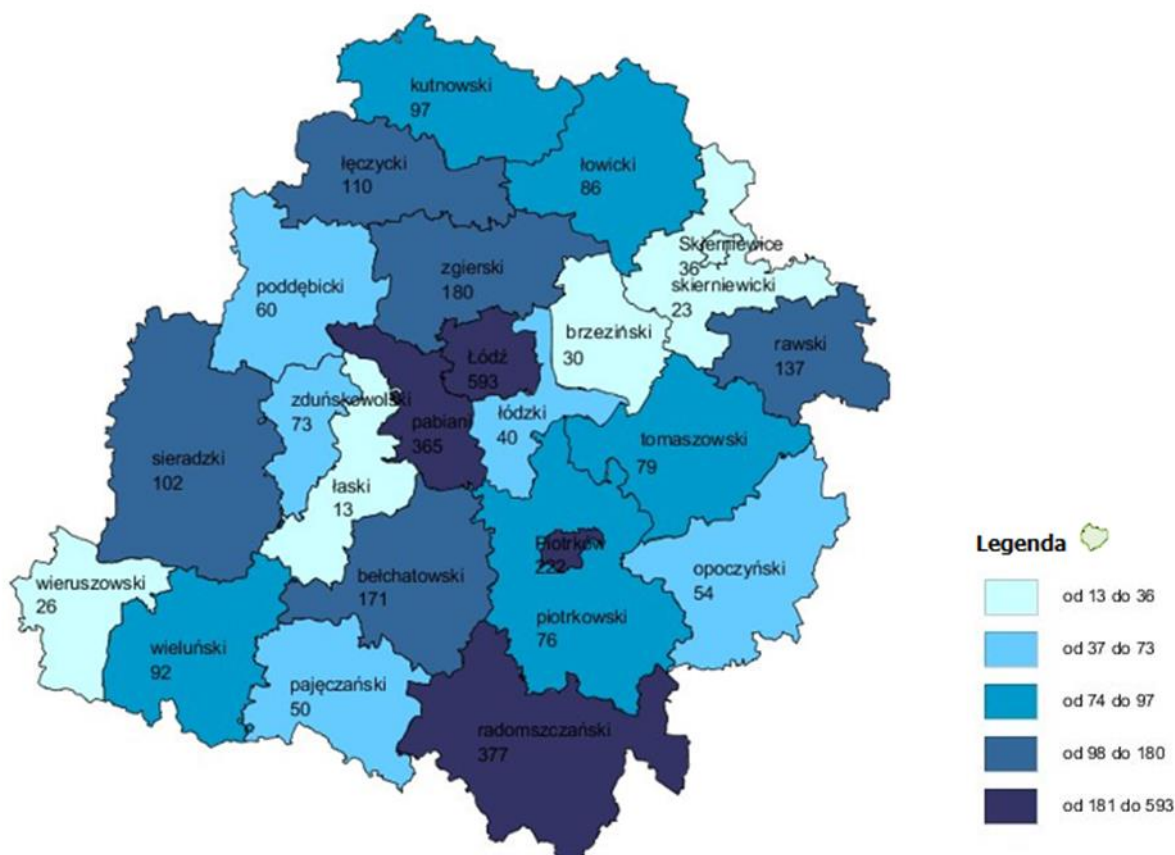 kutnowski
97
łęczycki
110
łowicki
86
Skierniewice
36
skierniewicki
23
zgierski
180
poddębicki
60
brzeziński
30
rawski
137
Łódź
593
zduńskowolski
73
pabiani
365
łódzki
40
tomaszowski
79
sieradzki
102
łaski
13
Piotrków
222
opoczyński
54
wieruszowski
26
bełchatowski
171
piotrkowski
76
wieluński
92
pajęczański
50
radomszczański
377
Legenda
od 13 do 36
od 37 do 73
od 74 do 97
od 98 do 180
od 181 do 593